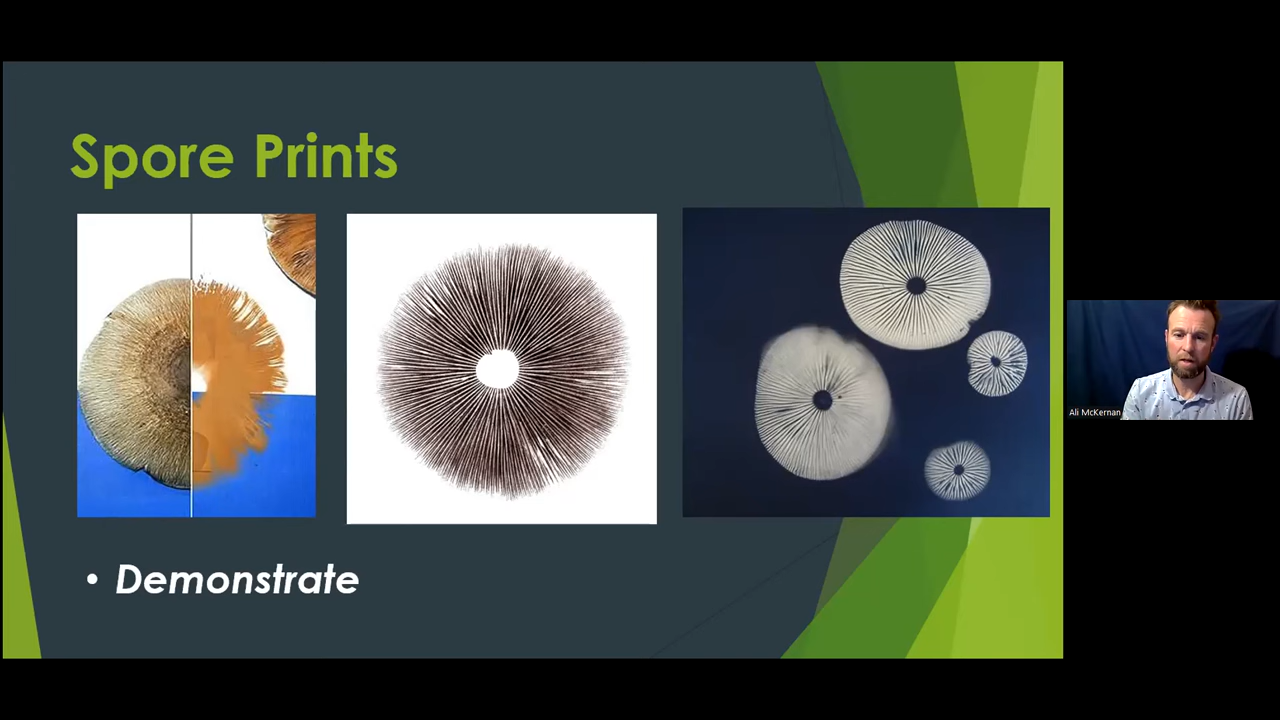 Spore Prints
• Demonstrate
Ali McKernan